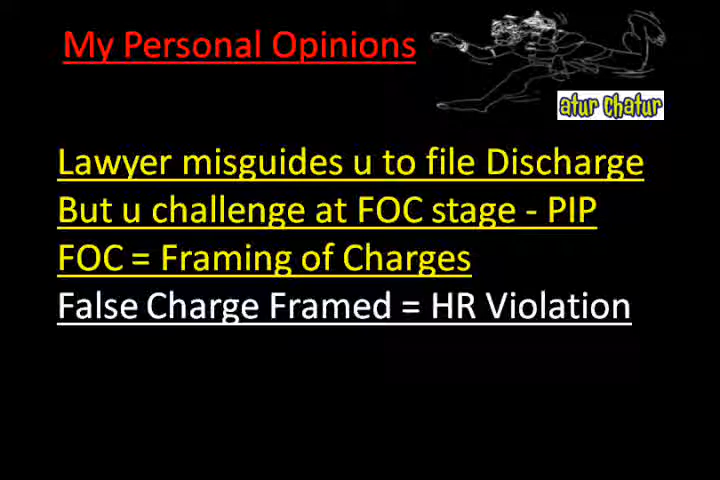 My Personal Opinions
atur chatur
Lawyer misguides u to file Discharge
But u challenge at FOC stage - PIP
FOC = Framing of Charges
False Charge Framed = HR Violation